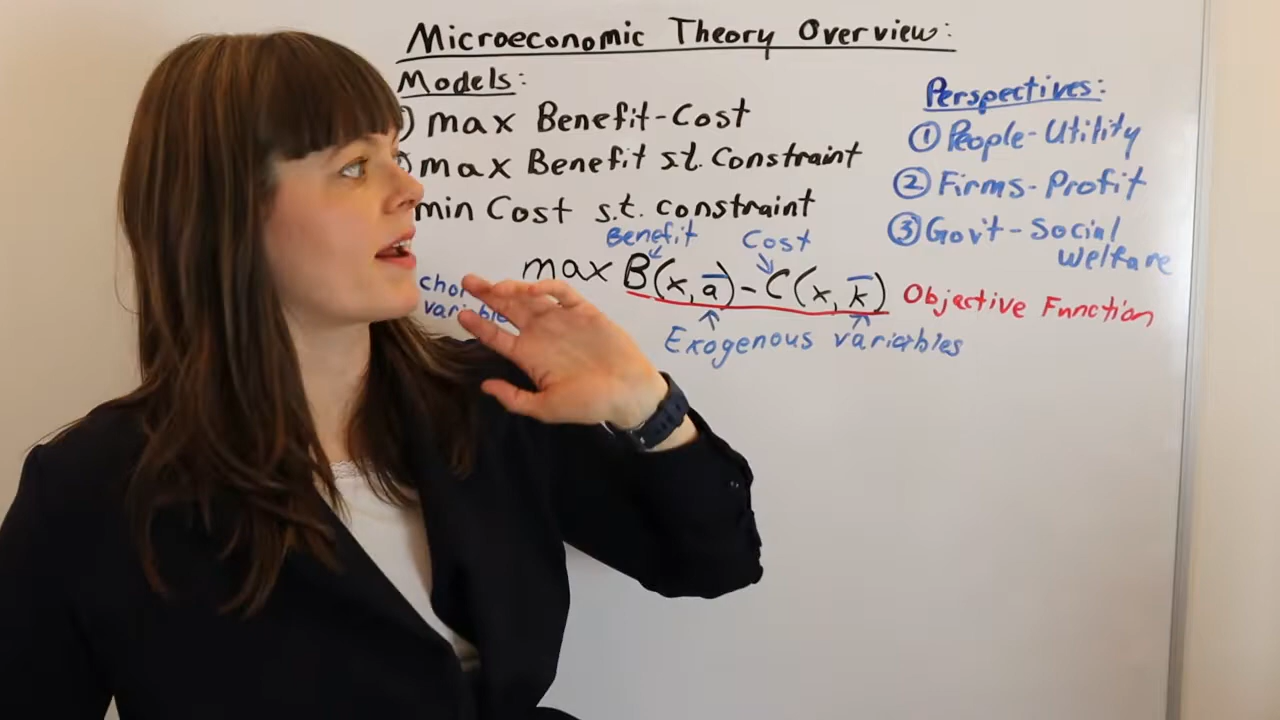 Microeconomic Theory Overview:
Models:
) max Benefit-Cost
) max Benefit s.t. Constraint
min Cost s.t. constraint
Benefit
Cost
max B(x, a̅) - C(x, k̅)
variable
Exogenous variables
Objective Function
Perspectives:
① People-Utility
② Firms-Profit
③ Gov't-Social
Welfare